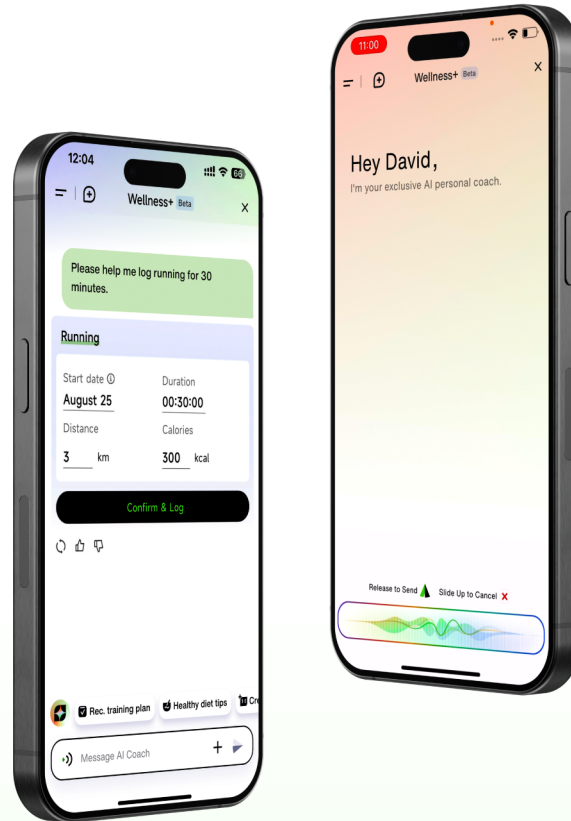 12:04
66
Wellness+ Beta
Please help me log running for 30
minutes.
Running
Start date
Duration
August 25
00:30:00
Distance
Calories
3 km
300 kcal
Confirm & Log
Rec. training plan
Healthy diet tips
Cre
Message AI Coach
11:00
Wellness+ Beta
Hey David,
I'm your exclusive AI personal coach.
Release to Send
Slide Up to Cancel